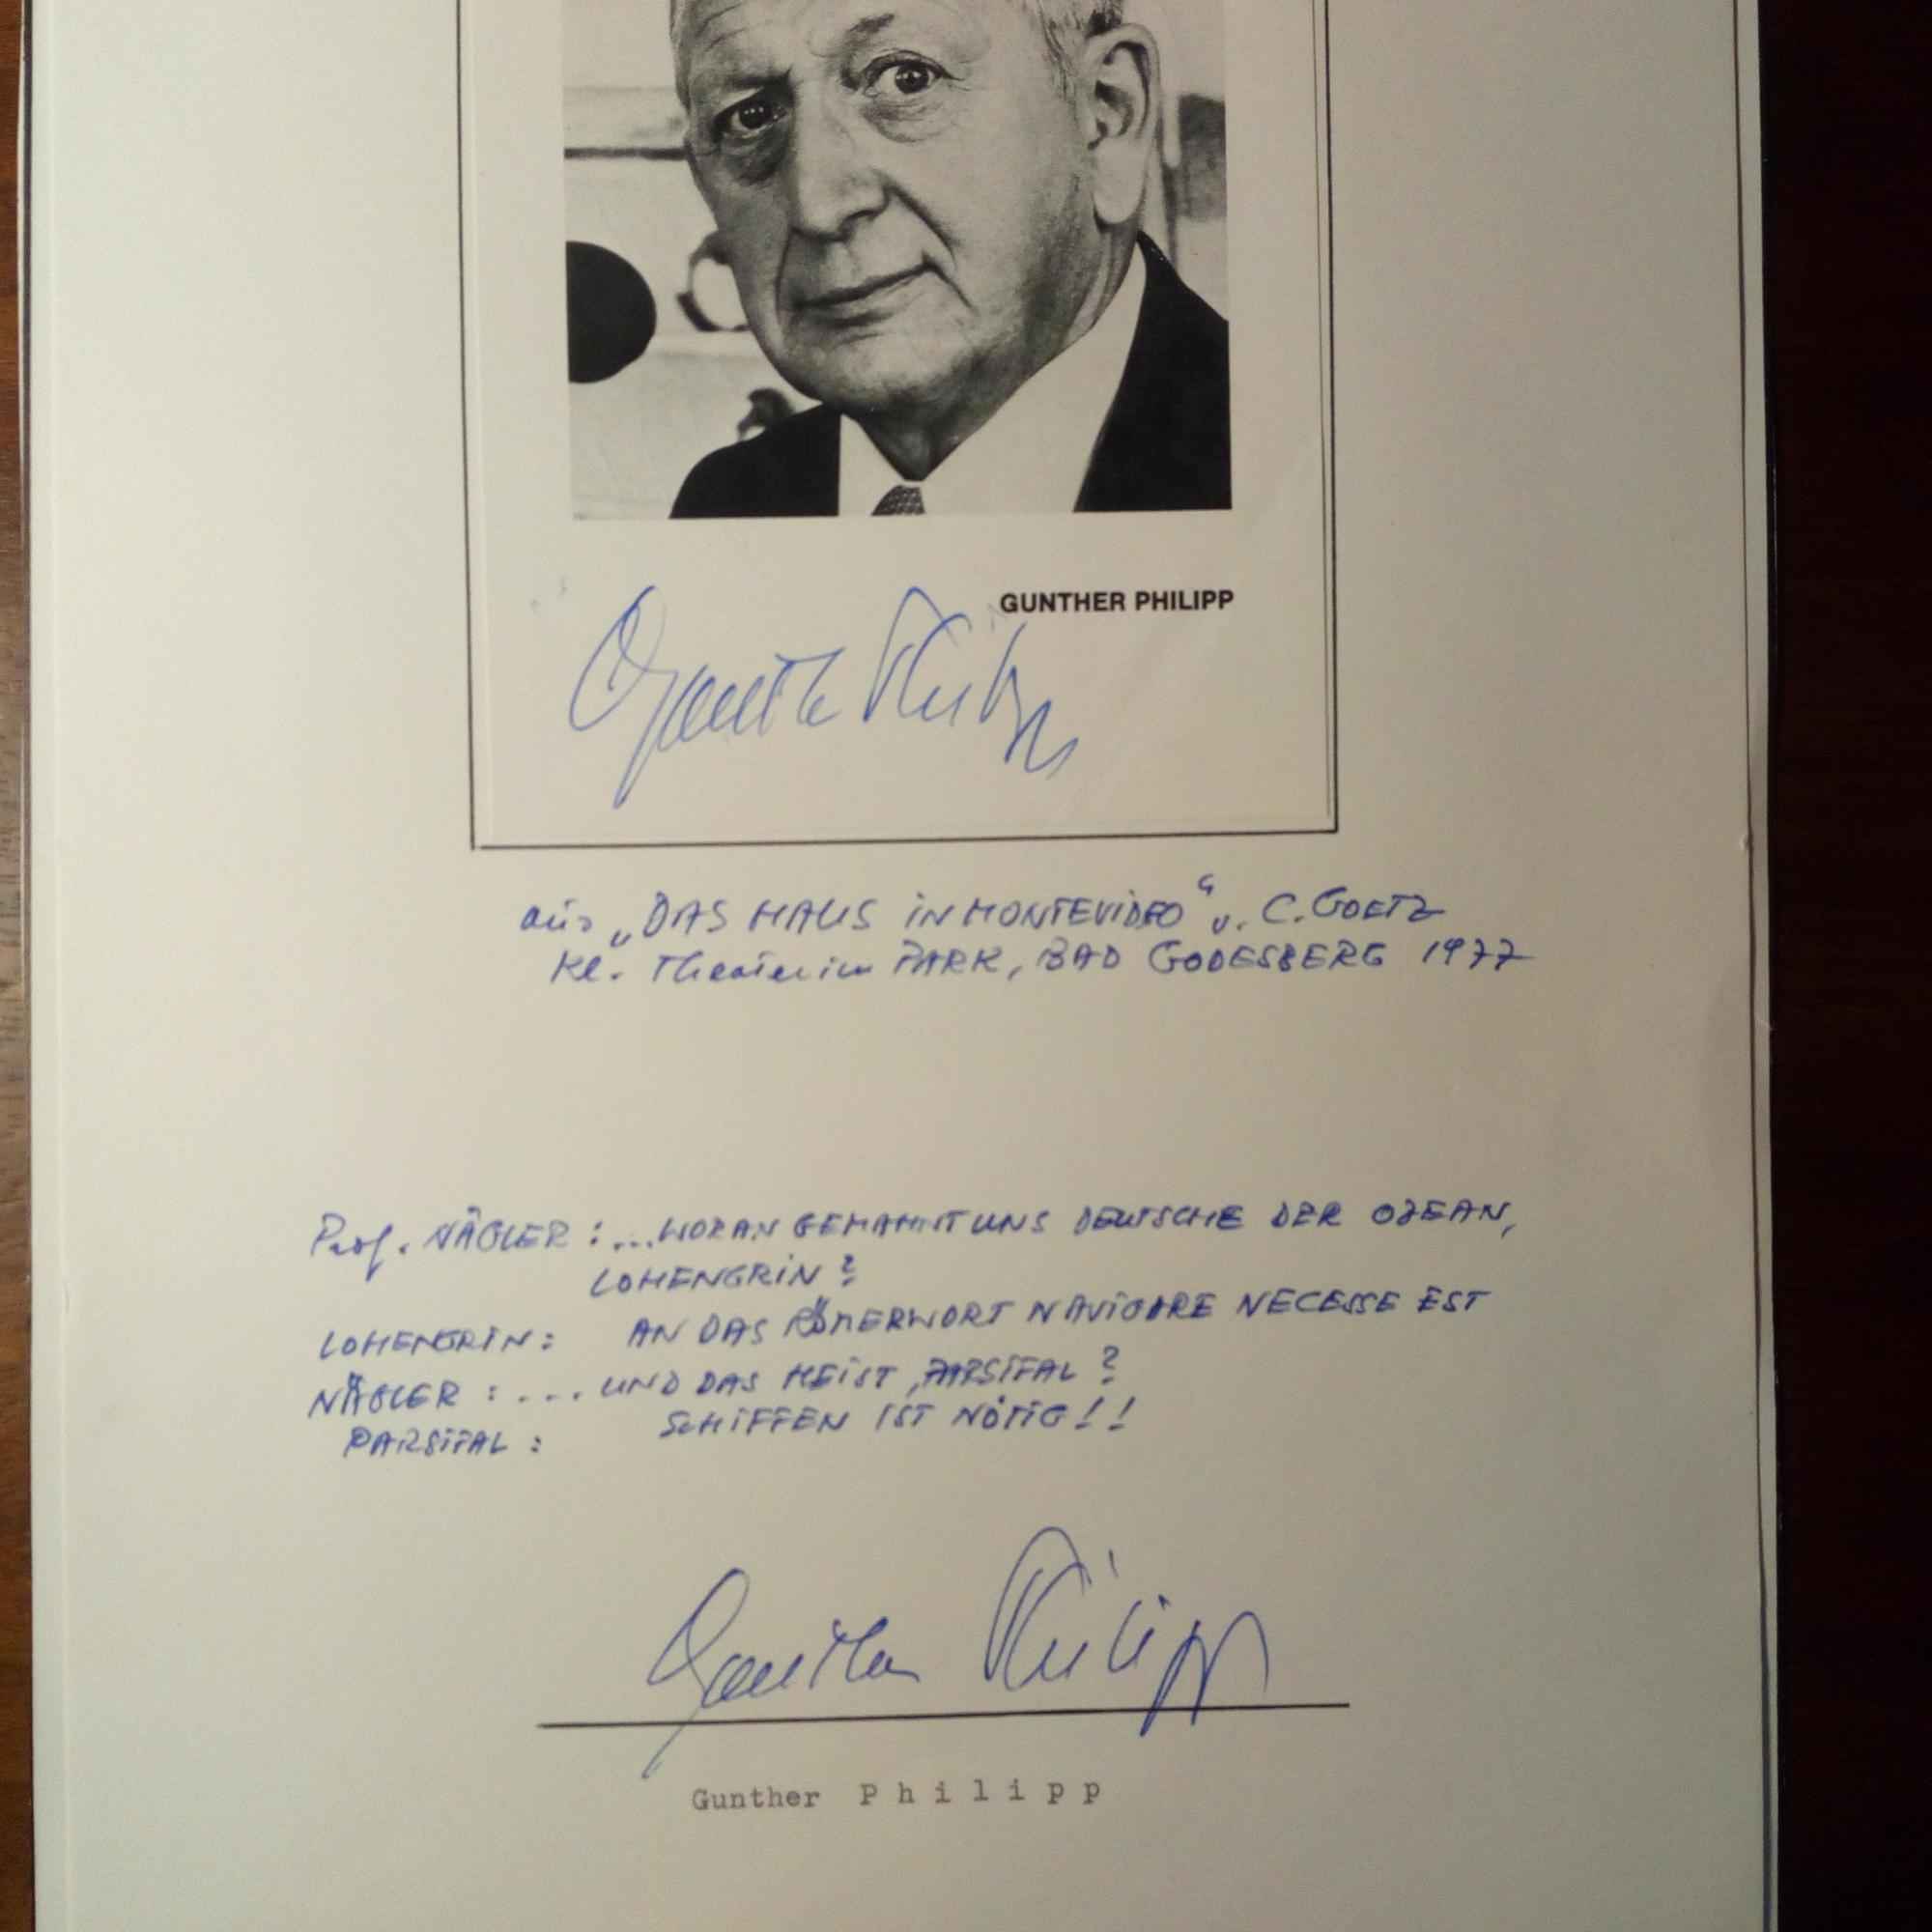 GUNTHER PHILIPP
Gunther Philipp
aus „DAS HAUS IN MONTEVIDEO“ v. C. GOETZ
Kl. Theater im PARK, BAD GODESBERG 1977
Prof. NÄGLER: ...WORAN GEMAHNT UNS DEUTSCHE DER OZEAN,
LOHENGRIN?
LOHENGRIN: AN DAS RÖMERWORT NAVIGARE NECESSE EST
NÄGLER: .... UND DAS HEIST, PARSIFAL?
PARSIFAL: SCHIFFEN IST NÖTIG!!
Gunther Philipp
Gunther Philipp